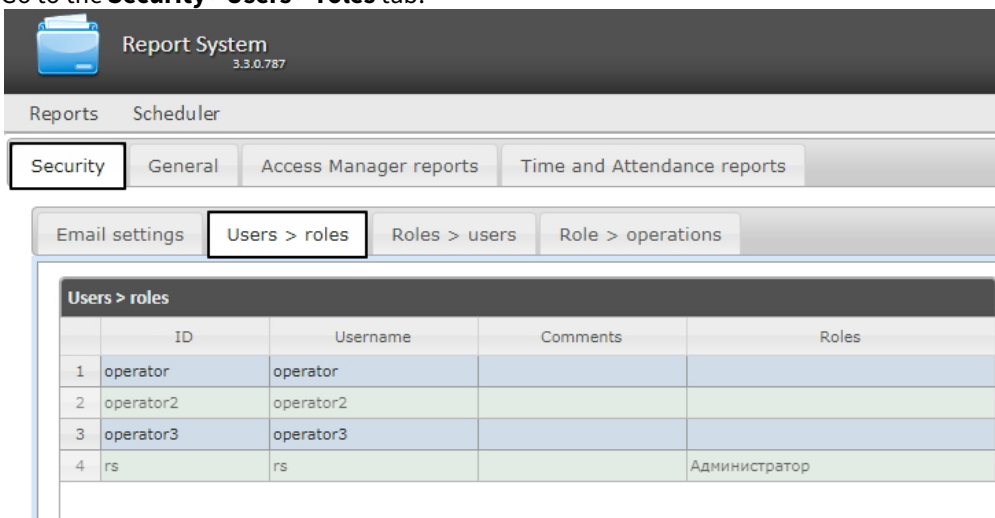 Go to the Security Users roles tab.
Report System
3.3.0.787
Reports Scheduler
Security General Access Manager reports Time and Attendance reports
Email settings Users > roles Roles > users Role > operations
Users > roles
ID Username Comments Roles
1 operator operator
2 operator2 operator2
3 operator3 operator3
4 rs rs Администратор